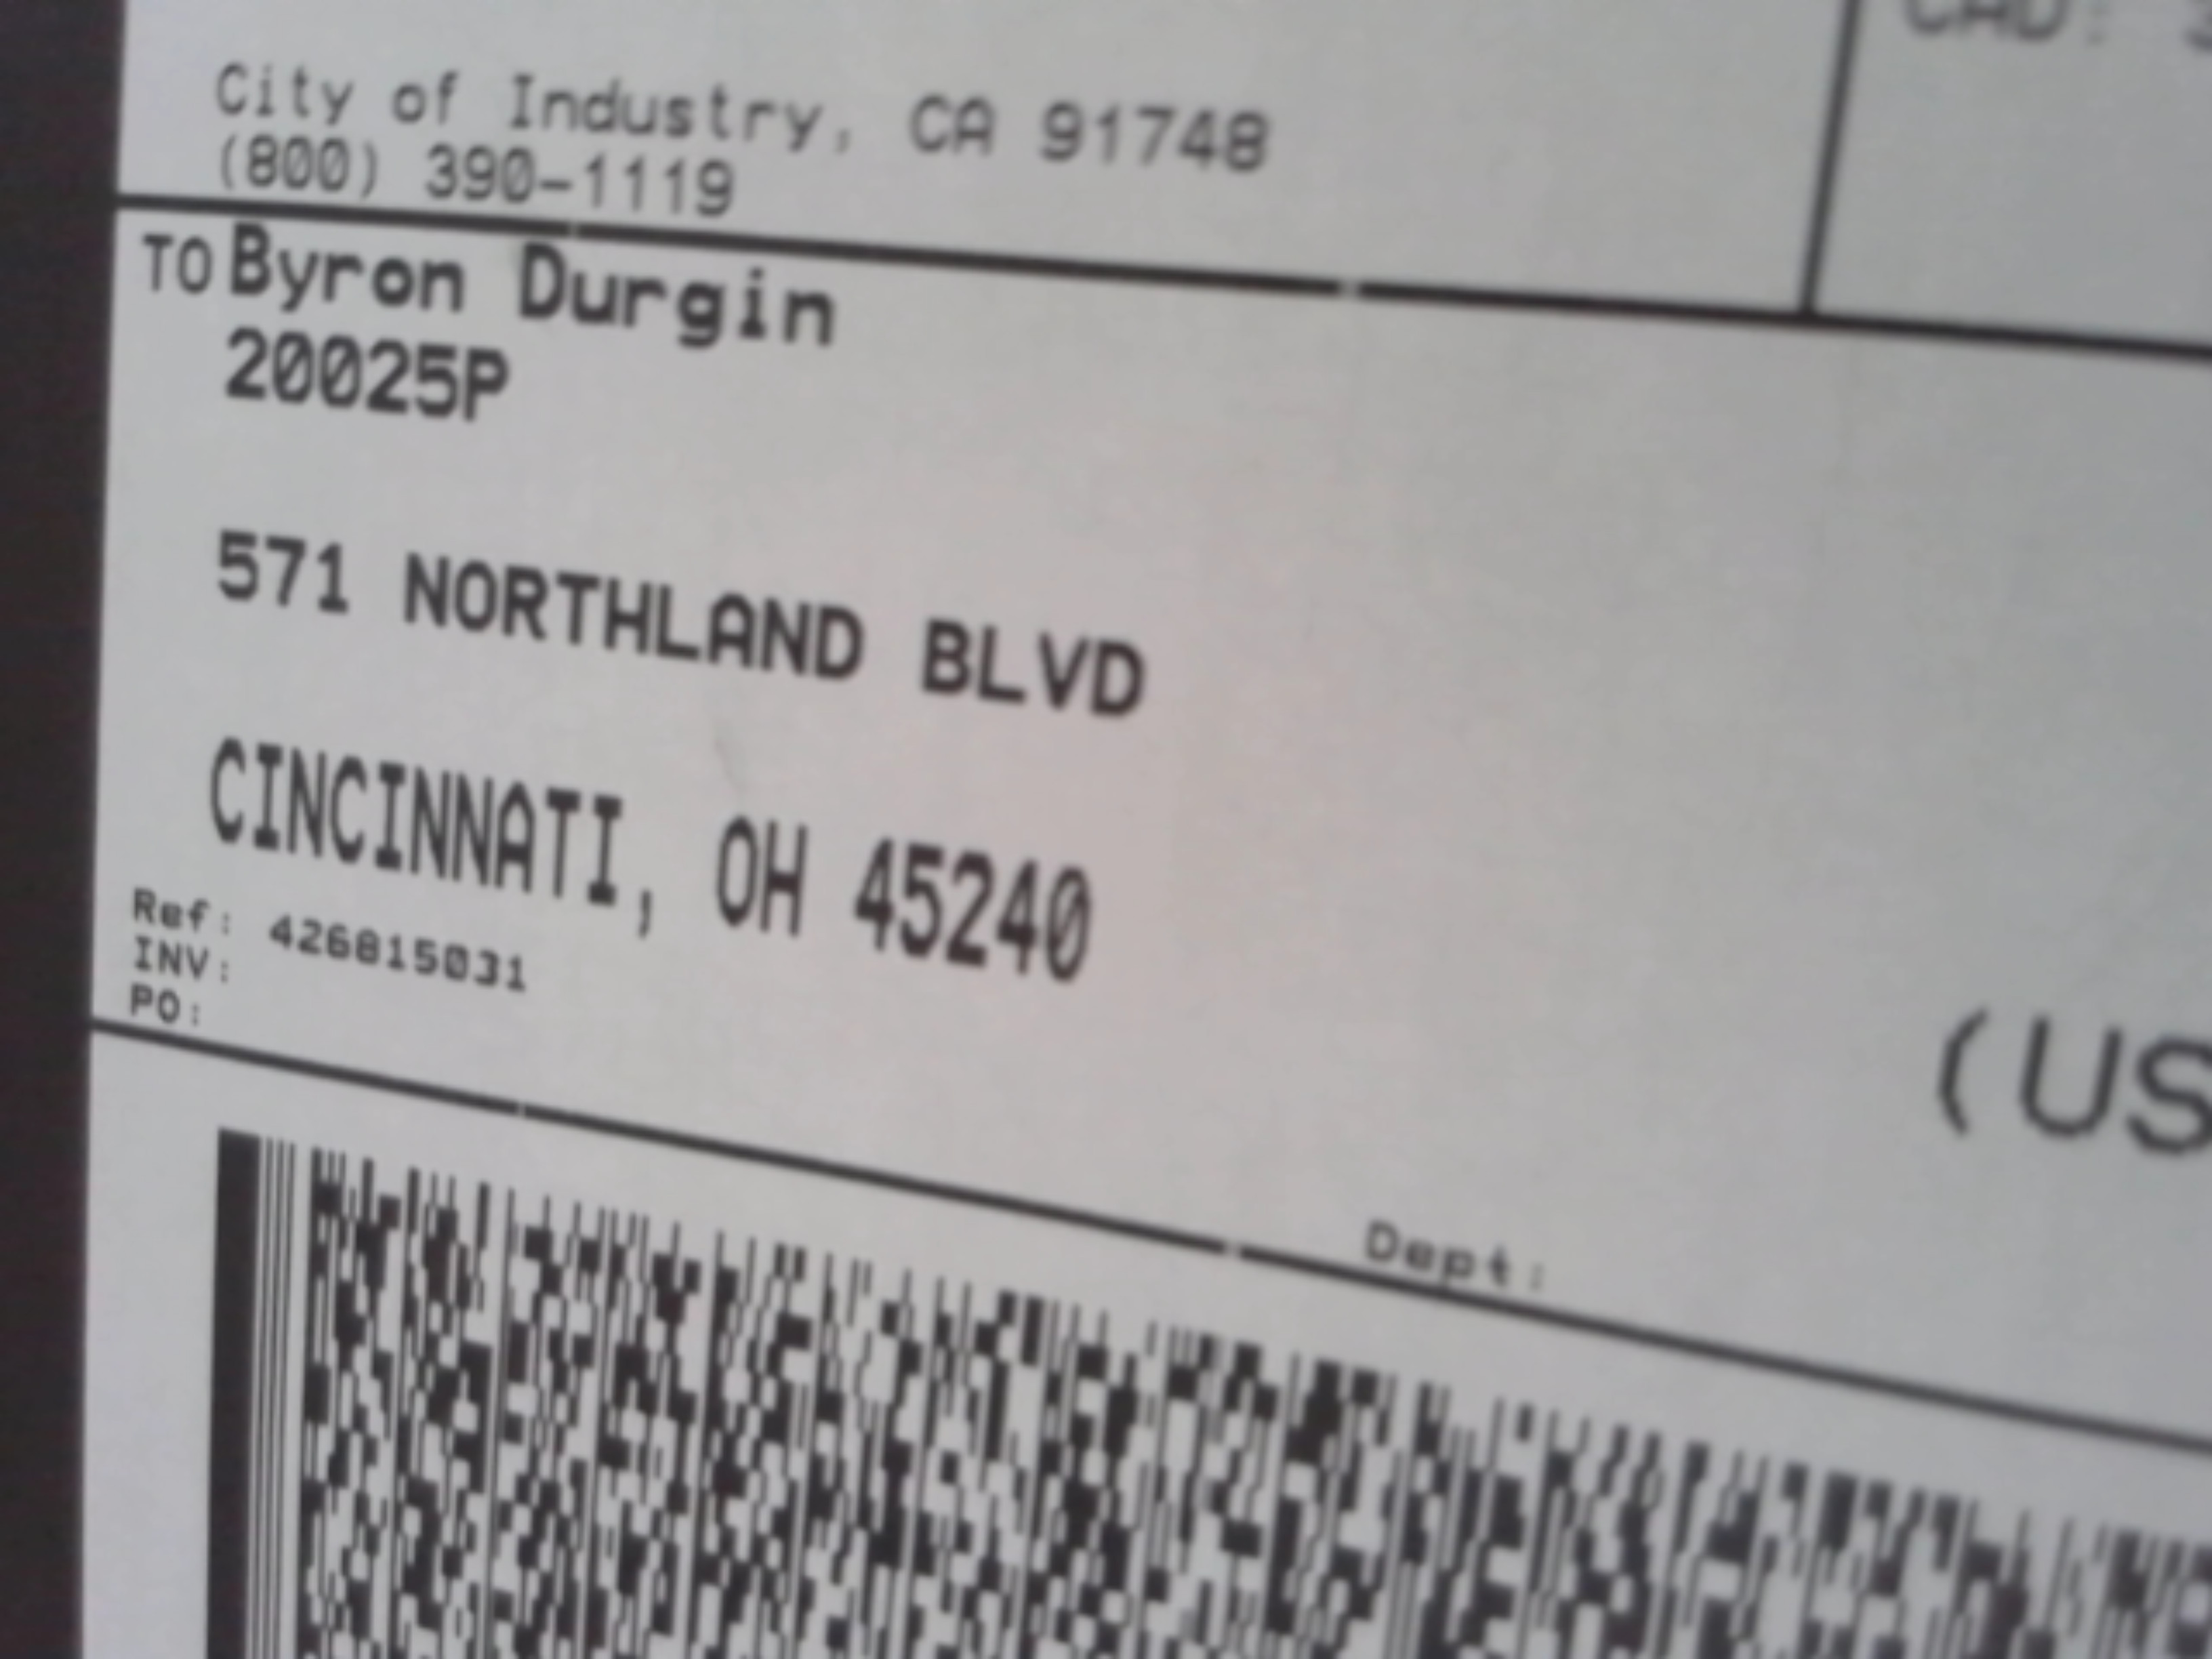 CAD: 
City of Industry, CA 91748
(800) 390-1119
TO Byron Durgin
20025P
571 NORTHLAND BLVD
CINCINNATI, OH 45240
Ref: 426815031
INV:
PO:
(US
Dept: